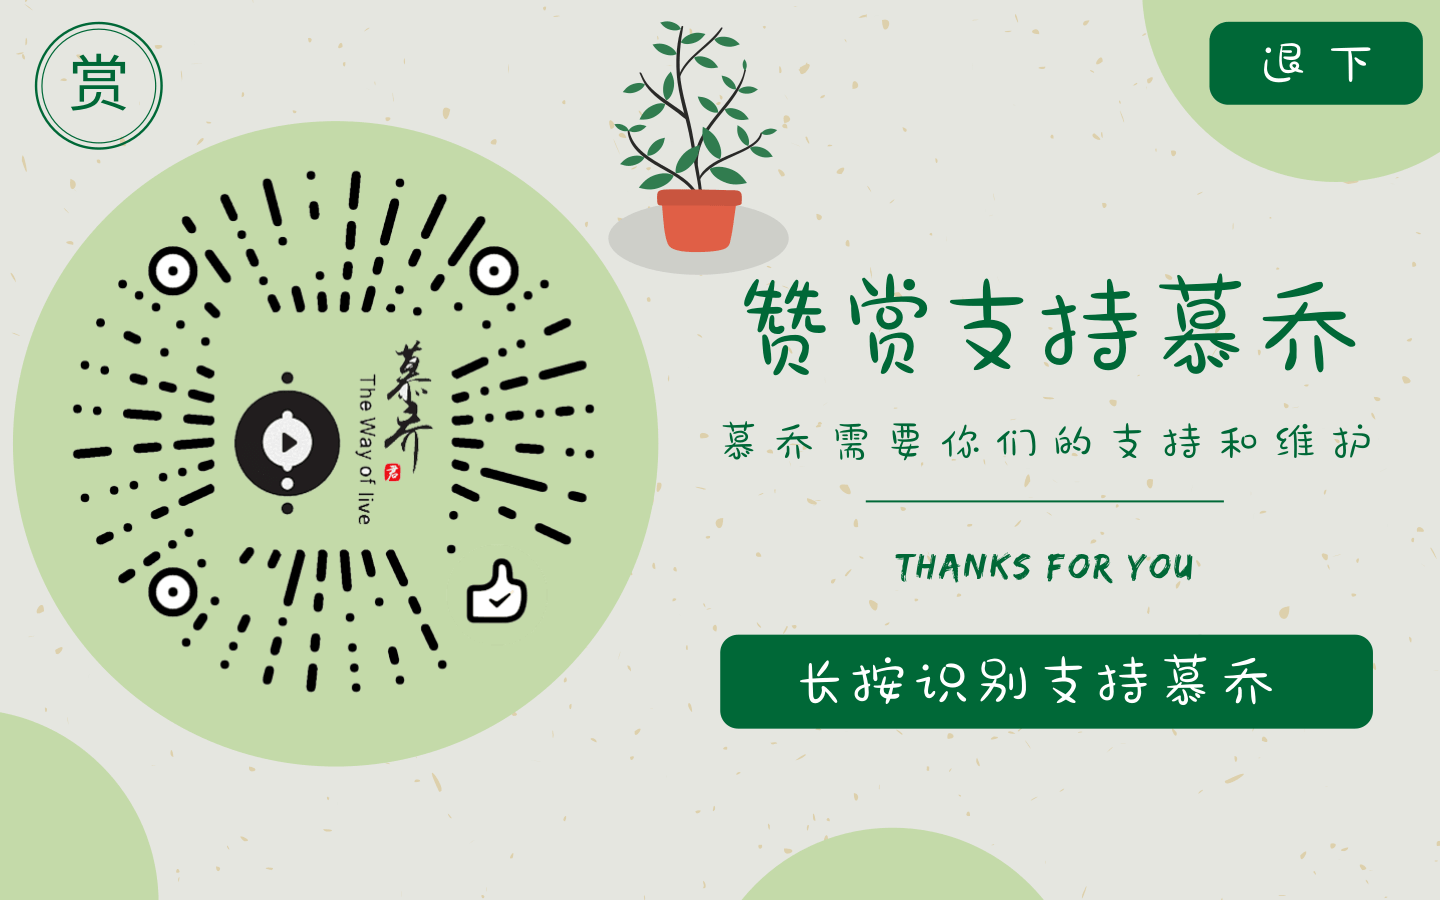 赏
退下
慕乔
The Way of live
赞赏支持慕乔
慕乔需要你们的支持和维护
THANKS FOR YOU
长按识别支持慕乔